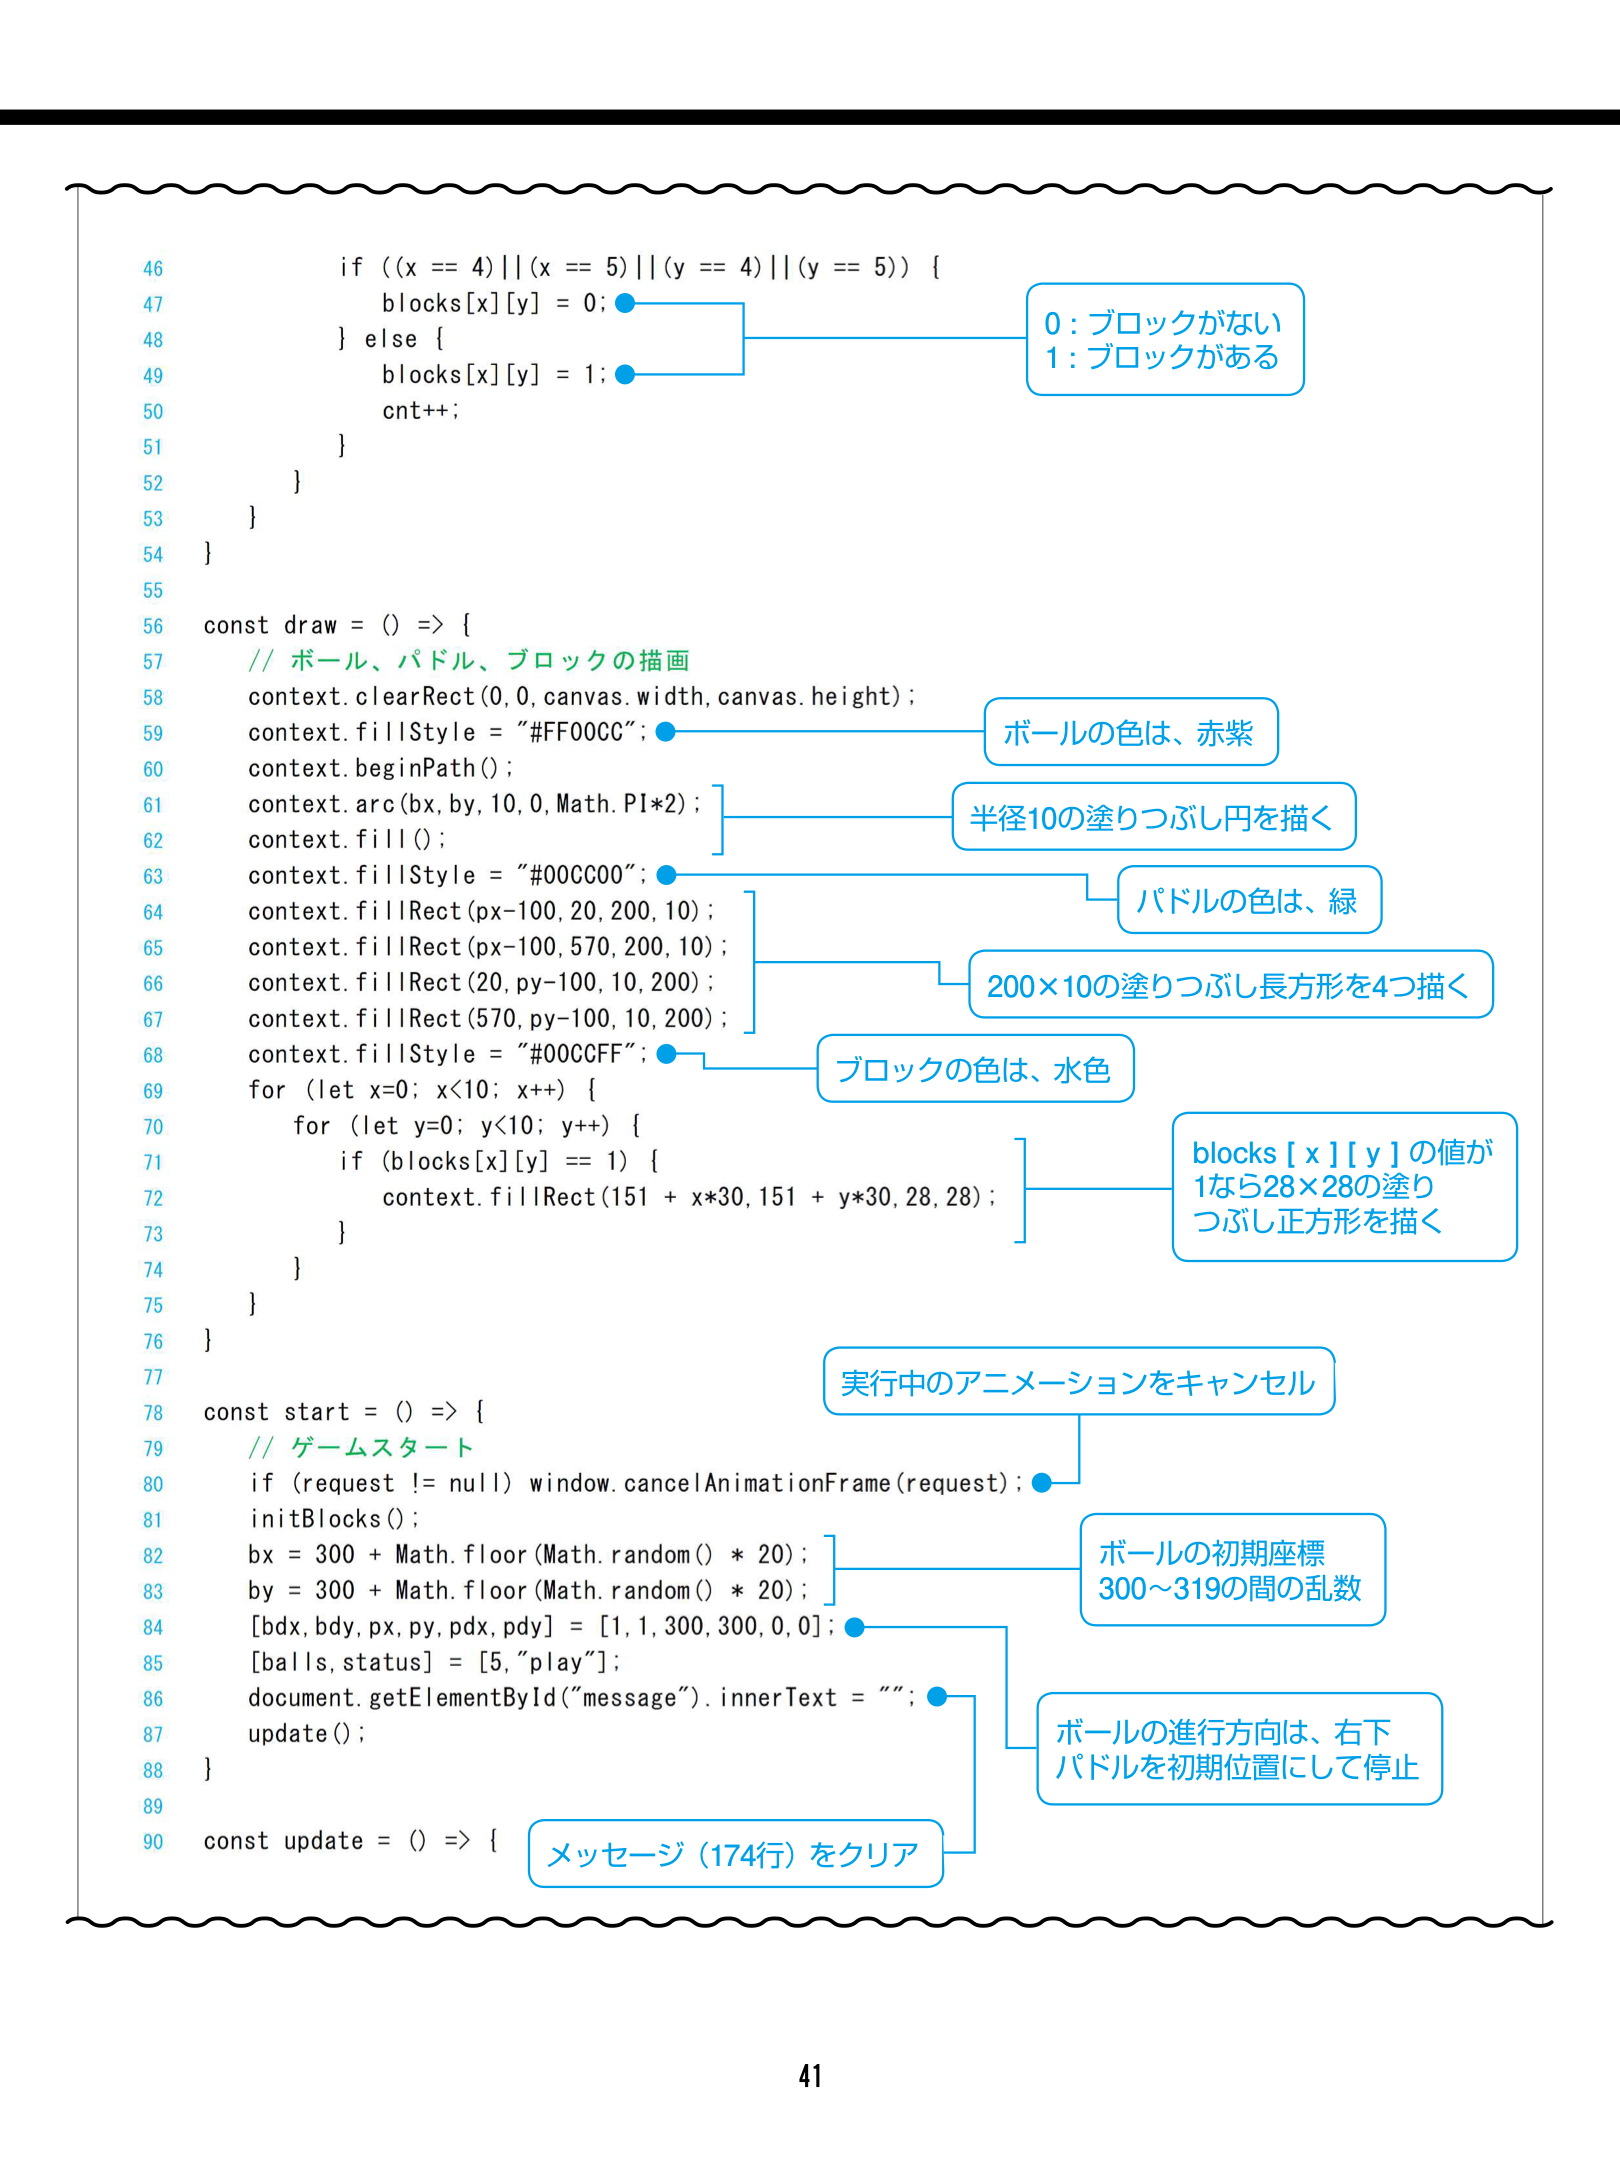 46 if ((x == 4)||(x == 5)||(y == 4)||(y == 5)) {
47 blocks[x][y] = 0;
48 } else {
49 blocks[x][y] = 1;
0：ブロックがない
1：ブロックがある
50 cnt++;
51 }
52 }
53 }
54 }
55
56 const draw = () => {
57 // ボール、パドル、ブロックの描画
58 context.clearRect(0,0,canvas.width,canvas.height);
59 context.fillStyle = "#FF00CC";
ボールの色は、赤紫
60 context.beginPath();
61 context.arc(bx,by,10,0,Math.PI*2);
62 context.fill();
半径10の塗りつぶし円を描く
63 context.fillStyle = "#00CC00";
パドルの色は、緑
64 context.fillRect(px-100,20,200,10);
65 context.fillRect(px-100,570,200,10);
66 context.fillRect(20,py-100,10,200);
67 context.fillRect(570,py-100,10,200);
200×10の塗りつぶし長方形を4つ描く
68 context.fillStyle = "#00CCFF";
ブロックの色は、水色
69 for (let x=0; x<10; x++) {
70 for (let y=0; y<10; y++) {
71 if (blocks[x][y] == 1) {
72 context.fillRect(151 + x*30,151 + y*30,28,28);
73 }
blocks [ x ] [ y ] の値が
1なら28×28の塗り
つぶし正方形を描く
74 }
75 }
76 }
77
78 const start = () => {
79 // ゲームスタート
実行中のアニメーションをキャンセル
80 if (request != null) window.cancelAnimationFrame(request);
81 initBlocks();
82 bx = 300 + Math.floor(Math.random() * 20);
83 by = 300 + Math.floor(Math.random() * 20);
ボールの初期座標
300〜319の間の乱数
84 [bdx,bdy,px,py,pdx,pdy] = [1,1,300,300,0,0];
85 [balls,status] = [5,"play"];
86 document.getElementById("message").innerText = "";
87 update();
ボールの進行方向は、右下
パドルを初期位置にして停止
88 }
89
90 const update = () => {
メッセージ（174行）をクリア
41